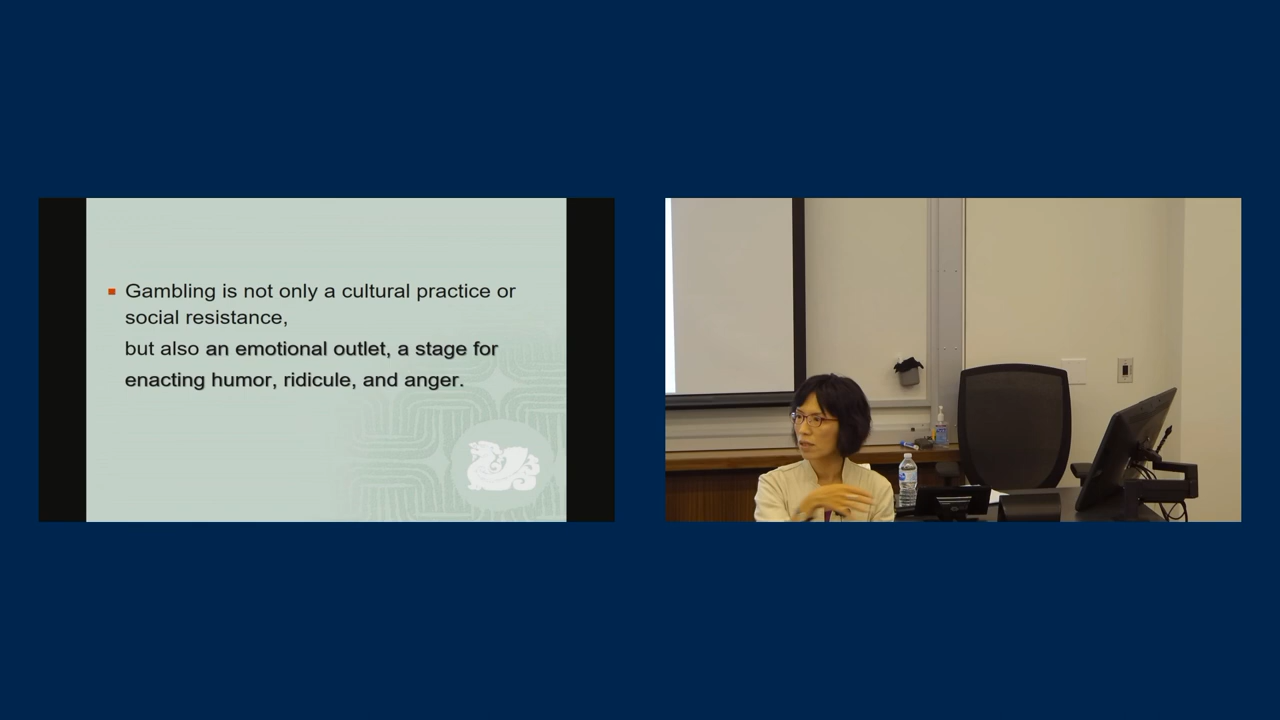 Gambling is not only a cultural practice or
social resistance,
but also an emotional outlet, a stage for
enacting humor, ridicule, and anger.